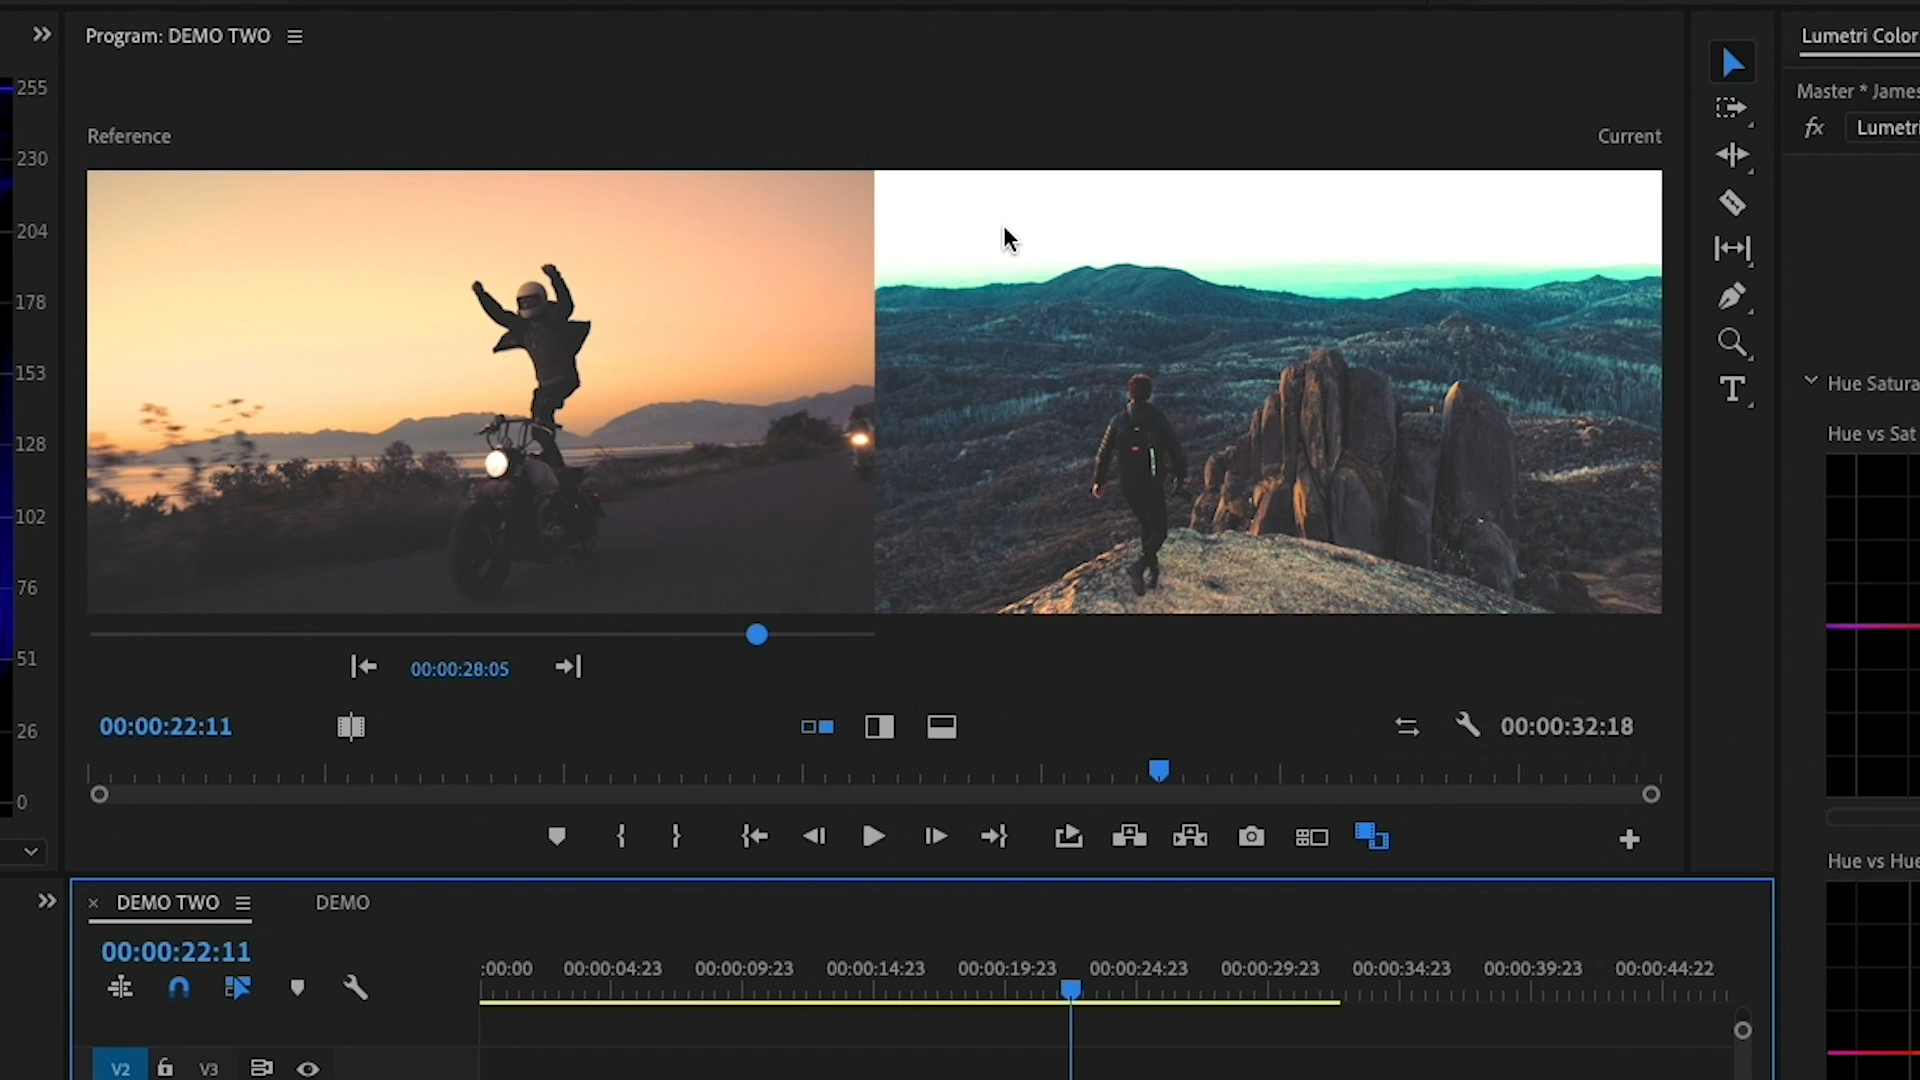 Program: DEMO TWO
Lumetri Color
Master * James
fx Lumetri
Reference
Current
255
230
204
178
153
128
102
76
51
26
0
Hue Satura
Hue vs Sat
00:00:28:05
00:00:22:11
00:00:32:18
Hue vs Hue
DEMO TWO
DEMO
00:00:22:11
:00:00 00:00:04:23 00:00:09:23 00:00:14:23 00:00:19:23 00:00:24:23 00:00:29:23 00:00:34:23 00:00:39:23 00:00:44:22
V2 V3